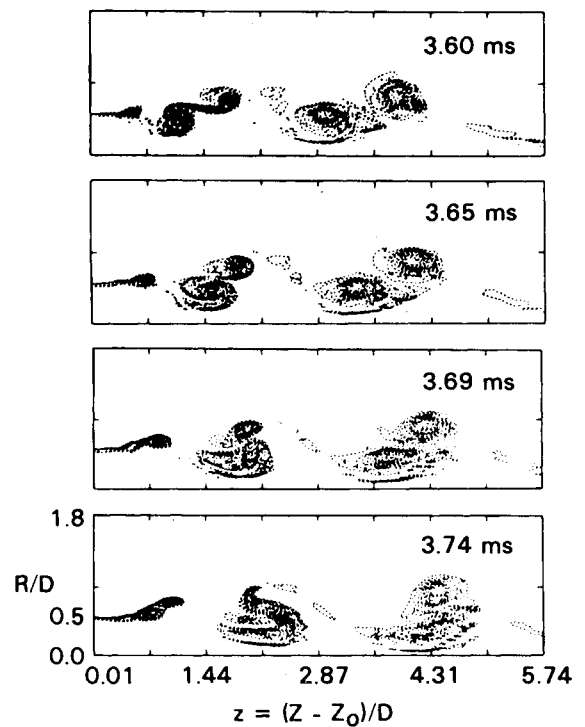 3.60 ms
3.65 ms
3.69 ms
3.74 ms
1.8
R/D
0.5
0.0
0.01 1.44 2.87 4.31 5.74
z = (Z - Z₀)/D